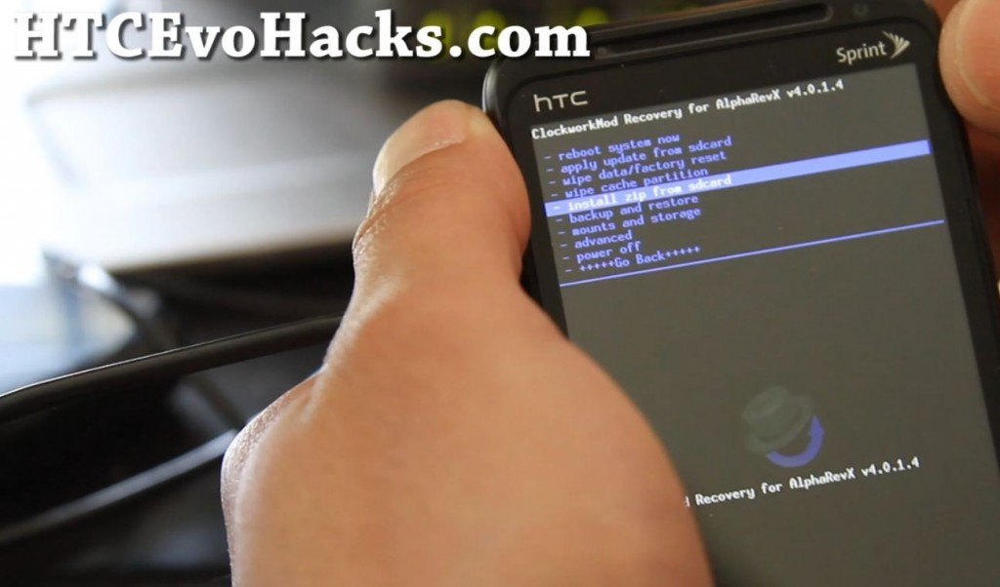 HTCEvoHacks.com
Sprint
hTC
ClockworkMod Recovery for AlphaRevX v4.0.1.4
- reboot system now
- apply update from sdcard
- wipe data/factory reset
- wipe cache partition
- install zip from sdcard
- backup and restore
- mounts and storage
- advanced
- power off
- +++++Go Back+++++
Recovery for AlphaRevX v4.0.1.4